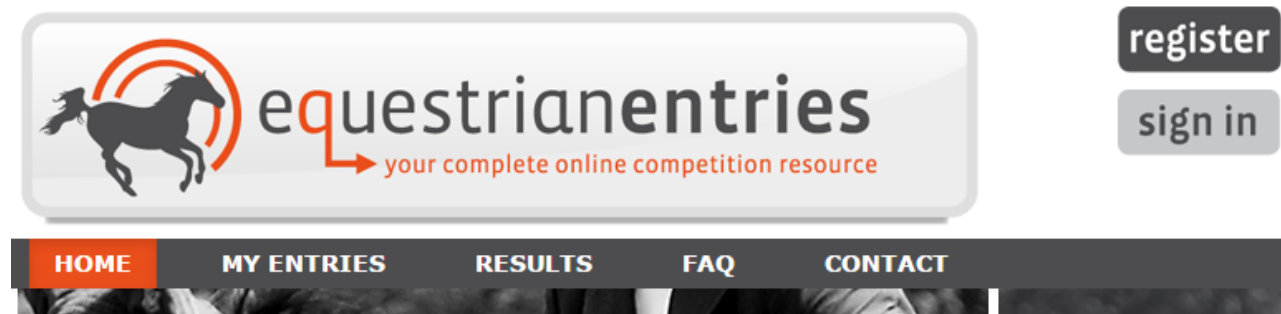 equestrianentries
your complete online competition resource
register
sign in
HOME MY ENTRIES RESULTS FAQ CONTACT